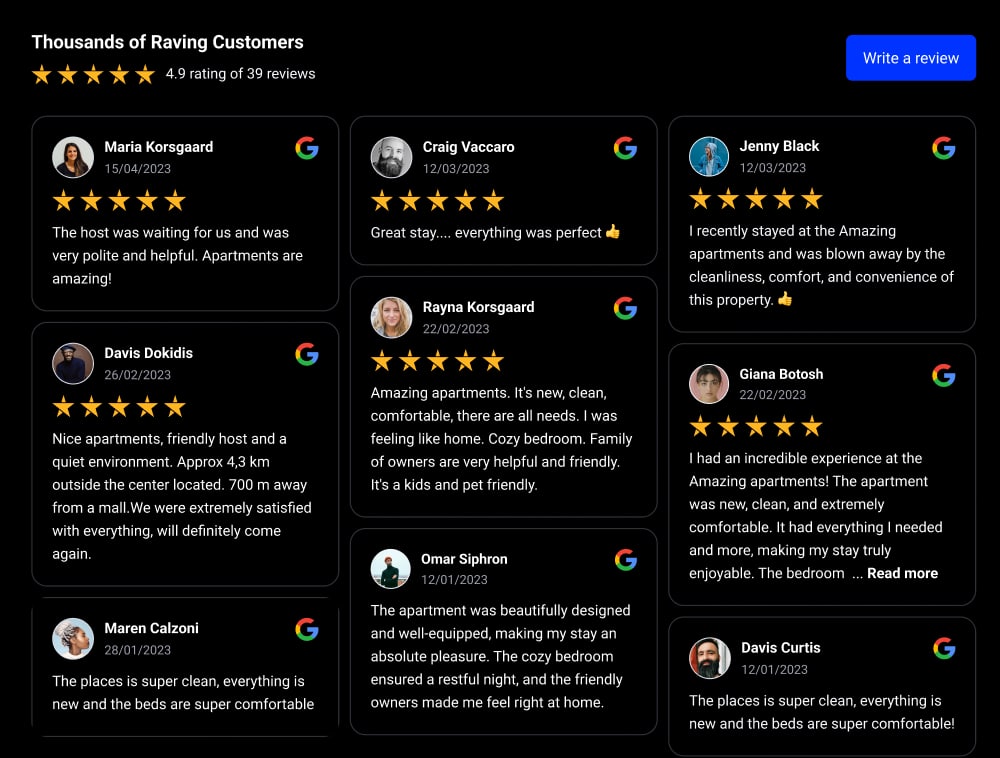 Thousands of Raving Customers
4.9 rating of 39 reviews
Write a review
Maria Korsgaard
15/04/2023
The host was waiting for us and was
very polite and helpful. Apartments are
amazing!
Davis Dokidis
26/02/2023
Nice apartments, friendly host and a
quiet environment. Approx 4,3 km
outside the center located. 700 m away
from a mall.We were extremely satisfied
with everything, will definitely come
again.
Maren Calzoni
28/01/2023
The places is super clean, everything is
new and the beds are super comfortable
Craig Vaccaro
12/03/2023
Great stay.... everything was perfect 👍
Rayna Korsgaard
22/02/2023
Amazing apartments. It's new, clean,
comfortable, there are all needs. I was
feeling like home. Cozy bedroom. Family
of owners are very helpful and friendly.
It's a kids and pet friendly.
Omar Siphron
12/01/2023
The apartment was beautifully designed
and well-equipped, making my stay an
absolute pleasure. The cozy bedroom
ensured a restful night, and the friendly
owners made me feel right at home.
Jenny Black
12/03/2023
I recently stayed at the Amazing
apartments and was blown away by the
cleanliness, comfort, and convenience of
this property. 👍
Giana Botosh
22/02/2023
I had an incredible experience at the
Amazing apartments! The apartment
was new, clean, and extremely
comfortable. It had everything I needed
and more, making my stay truly
enjoyable. The bedroom ... Read more
Davis Curtis
12/01/2023
The places is super clean, everything is
new and the beds are super comfortable!